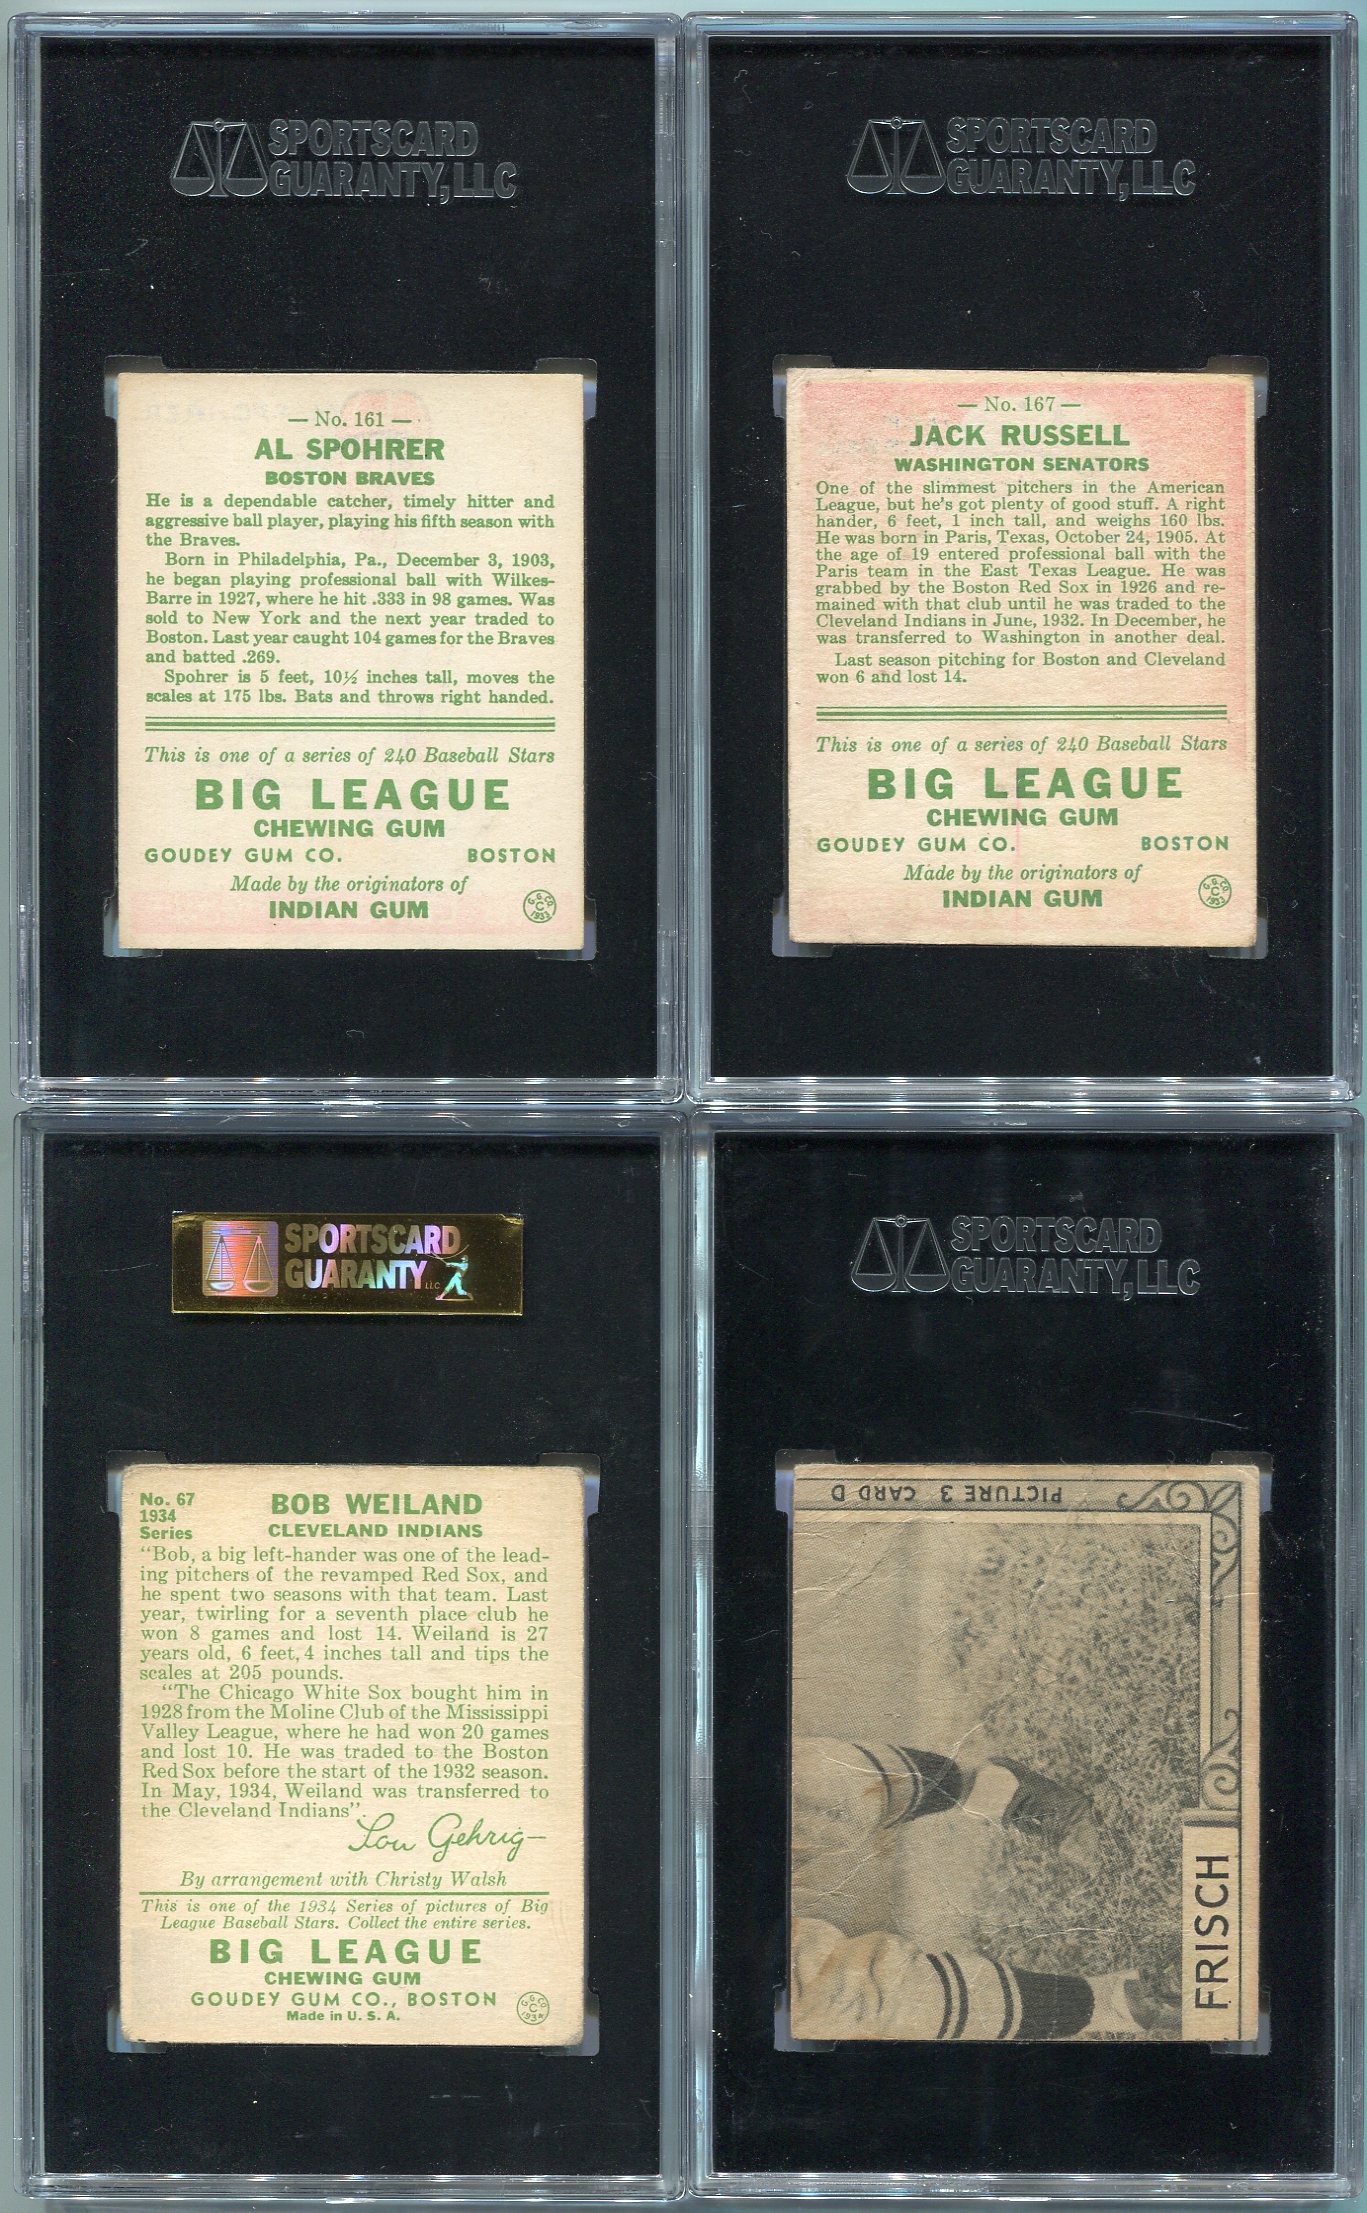 SPORTSCARD
GUARANTY, LLC
— No. 161 —
AL SPOHRER
BOSTON BRAVES
He is a dependable catcher, timely hitter and
aggressive ball player, playing his fifth season with
the Braves.
Born in Philadelphia, Pa., December 3, 1903,
he began playing professional ball with Wilkes-
Barre in 1927, where he hit .333 in 98 games. Was
sold to New York and the next year traded to
Boston. Last year caught 104 games for the Braves
and batted .269.
Spohrer is 5 feet, 10½ inches tall, moves the
scales at 175 lbs. Bats and throws right handed.
This is one of a series of 240 Baseball Stars
BIG LEAGUE
CHEWING GUM
GOUDEY GUM CO. BOSTON
Made by the originators of
INDIAN GUM
G.G.CO.
C
1933
SPORTSCARD
GUARANTY, LLC
— No. 167 —
JACK RUSSELL
WASHINGTON SENATORS
One of the slimmest pitchers in the American
League, but he's got plenty of good stuff. A right
hander, 6 feet, 1 inch tall, and weighs 160 lbs.
He was born in Paris, Texas, October 24, 1905. At
the age of 19 entered professional ball with the
Paris team in the East Texas League. He was
grabbed by the Boston Red Sox in 1926 and re-
mained with that club until he was traded to the
Cleveland Indians in June, 1932. In December, he
was transferred to Washington in another deal.
Last season pitching for Boston and Cleveland
won 6 and lost 14.
This is one of a series of 240 Baseball Stars
BIG LEAGUE
CHEWING GUM
GOUDEY GUM CO. BOSTON
Made by the originators of
INDIAN GUM
G.G.CO.
C
1933
SPORTSCARD
GUARANTY LLC
No. 67
1934
Series
BOB WEILAND
CLEVELAND INDIANS
"Bob, a big left-hander was one of the lead-
ing pitchers of the revamped Red Sox, and
he spent two seasons with that team. Last
year, twirling for a seventh place club he
won 8 games and lost 14. Weiland is 27
years old, 6 feet, 4 inches tall and tips the
scales at 205 pounds.
"The Chicago White Sox bought him in
1928 from the Moline Club of the Mississippi
Valley League, where he had won 20 games
and lost 10. He was traded to the Boston
Red Sox before the start of the 1932 season.
In May, 1934, Weiland was transferred to
the Cleveland Indians".
Lou Gehrig—
By arrangement with Christy Walsh
This is one of the 1934 Series of pictures of Big
League Baseball Stars. Collect the entire series.
BIG LEAGUE
CHEWING GUM
GOUDEY GUM CO., BOSTON
Made in U. S. A.
G.G.CO.
C
1934
SPORTSCARD
GUARANTY, LLC
PICTURE 3 CARD D
FRISCH